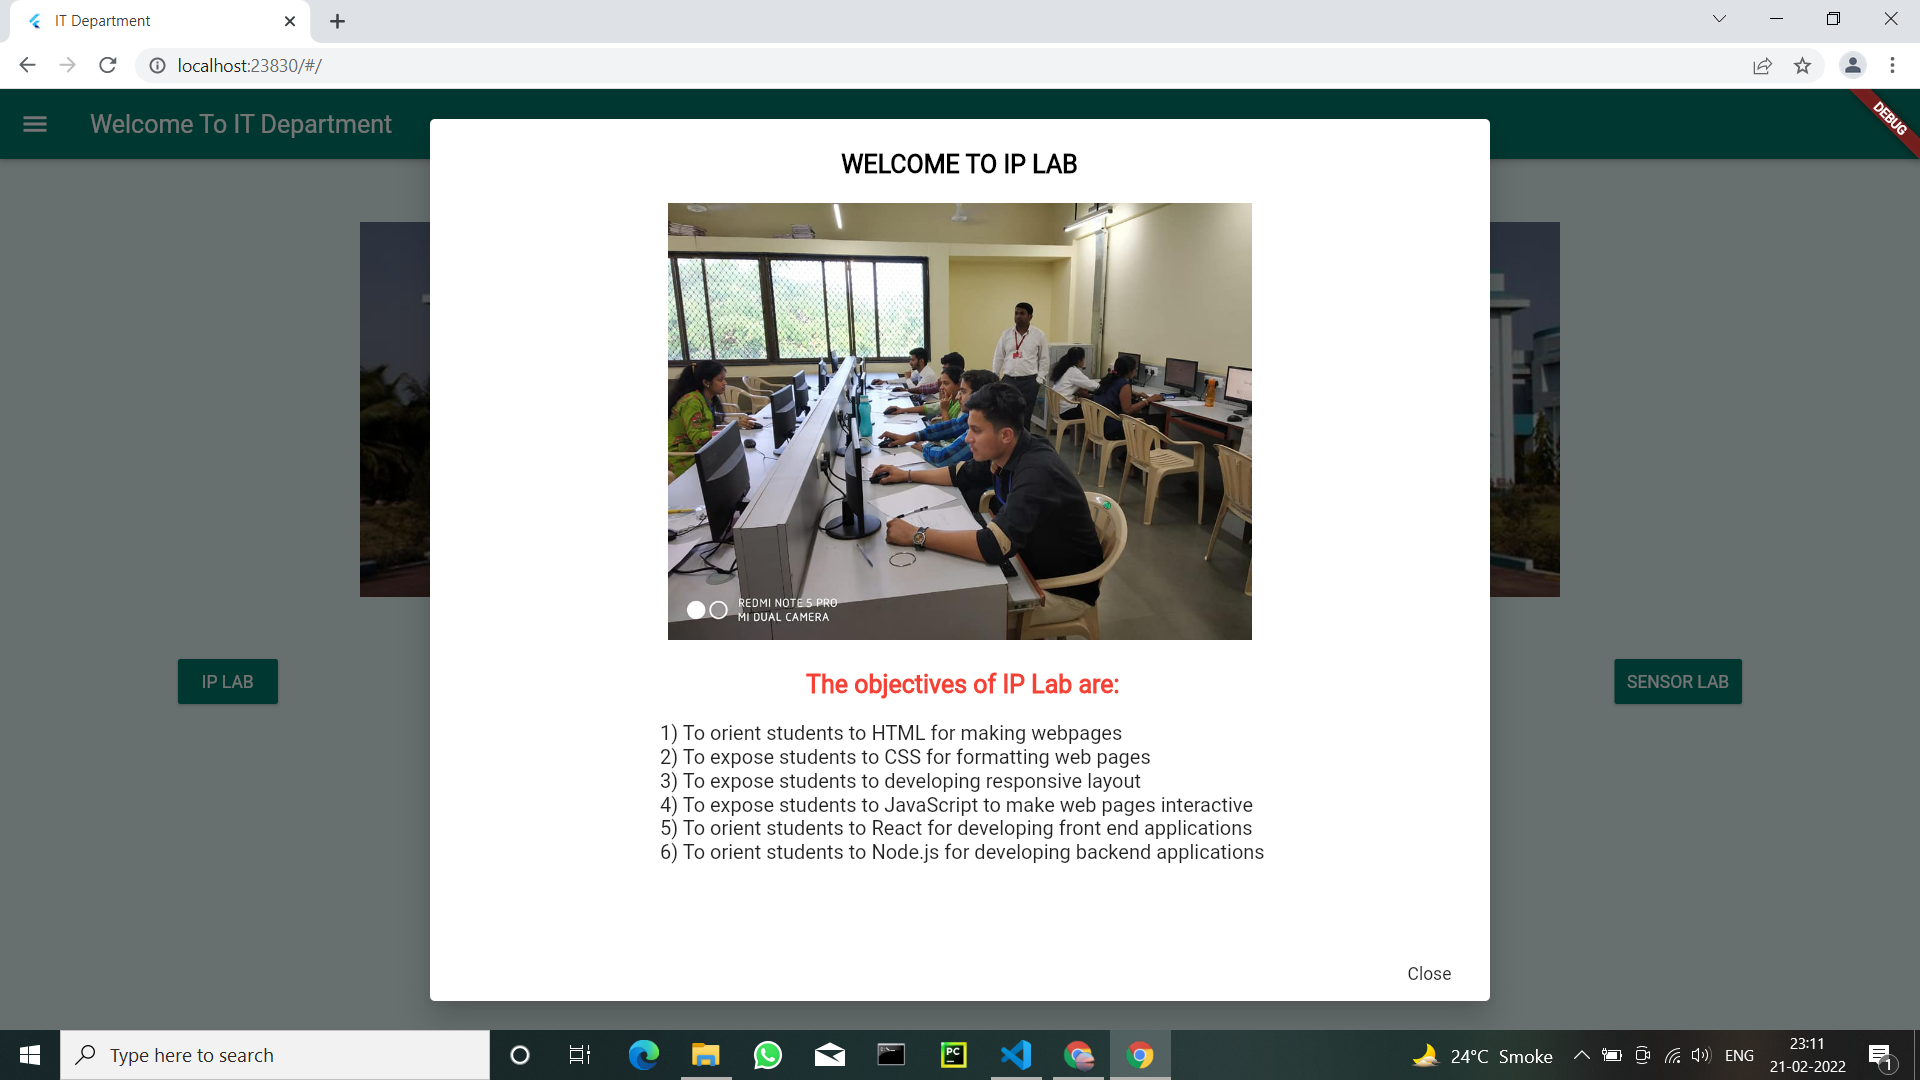 IT Department
localhost:23830/#/
Welcome To IT Department
DEBUG
WELCOME TO IP LAB
REDMI NOTE 5 PRO
MI DUAL CAMERA
The objectives of IP Lab are:
IP LAB
SENSOR LAB
1) To orient students to HTML for making webpages
2) To expose students to CSS for formatting web pages
3) To expose students to developing responsive layout
4) To expose students to JavaScript to make web pages interactive
5) To orient students to React for developing front end applications
6) To orient students to Node.js for developing backend applications
Close
Type here to search
PC
24°C Smoke
ENG
23:11
21-02-2022
1